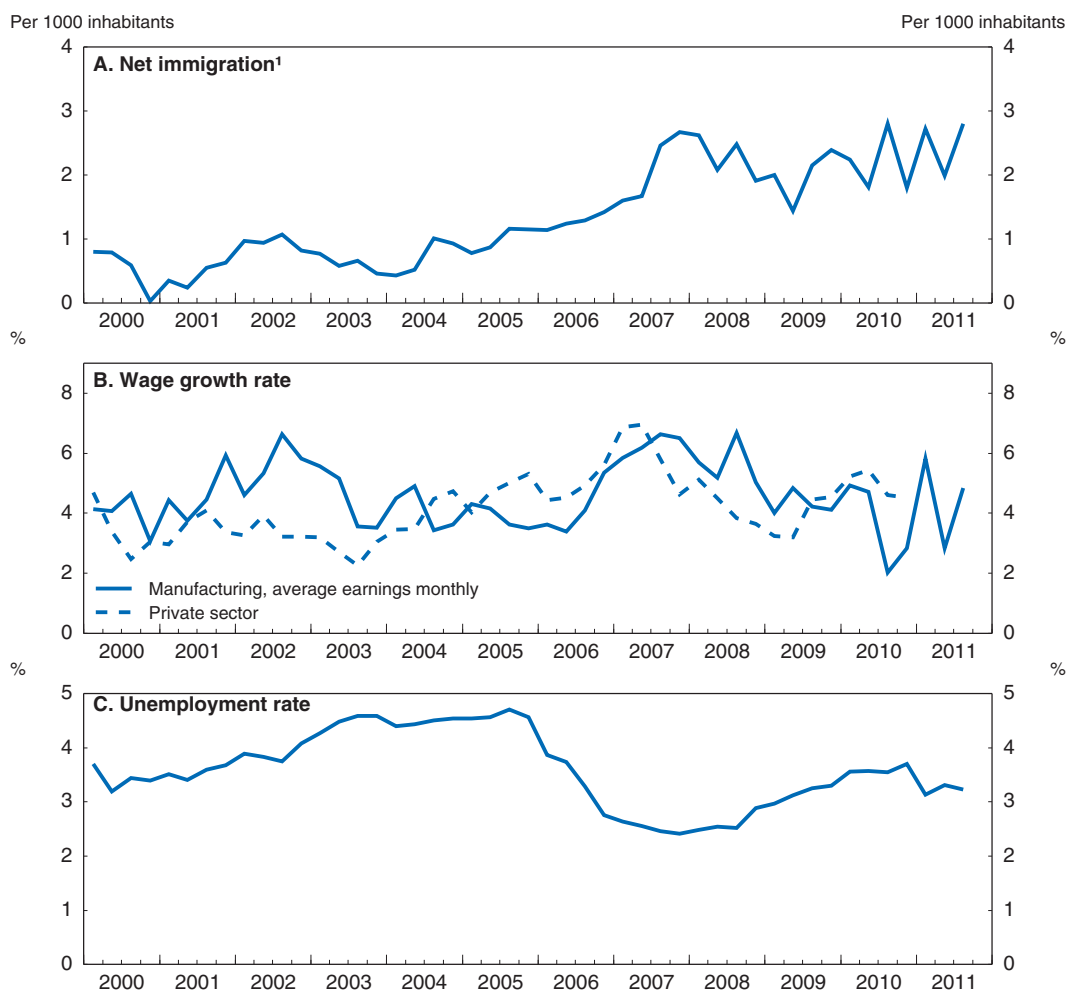 Per 1000 inhabitants Per 1000 inhabitants
4 4
A. Net immigration¹
3 3
2 2
1 1
0 0
2000 2001 2002 2003 2004 2005 2006 2007 2008 2009 2010 2011
% %
B. Wage growth rate
8 8
6 6
4 4
2 2
Manufacturing, average earnings monthly
Private sector
0 0
2000 2001 2002 2003 2004 2005 2006 2007 2008 2009 2010 2011
% %
5 5
C. Unemployment rate
4 4
3 3
2 2
1 1
0 0
2000 2001 2002 2003 2004 2005 2006 2007 2008 2009 2010 2011